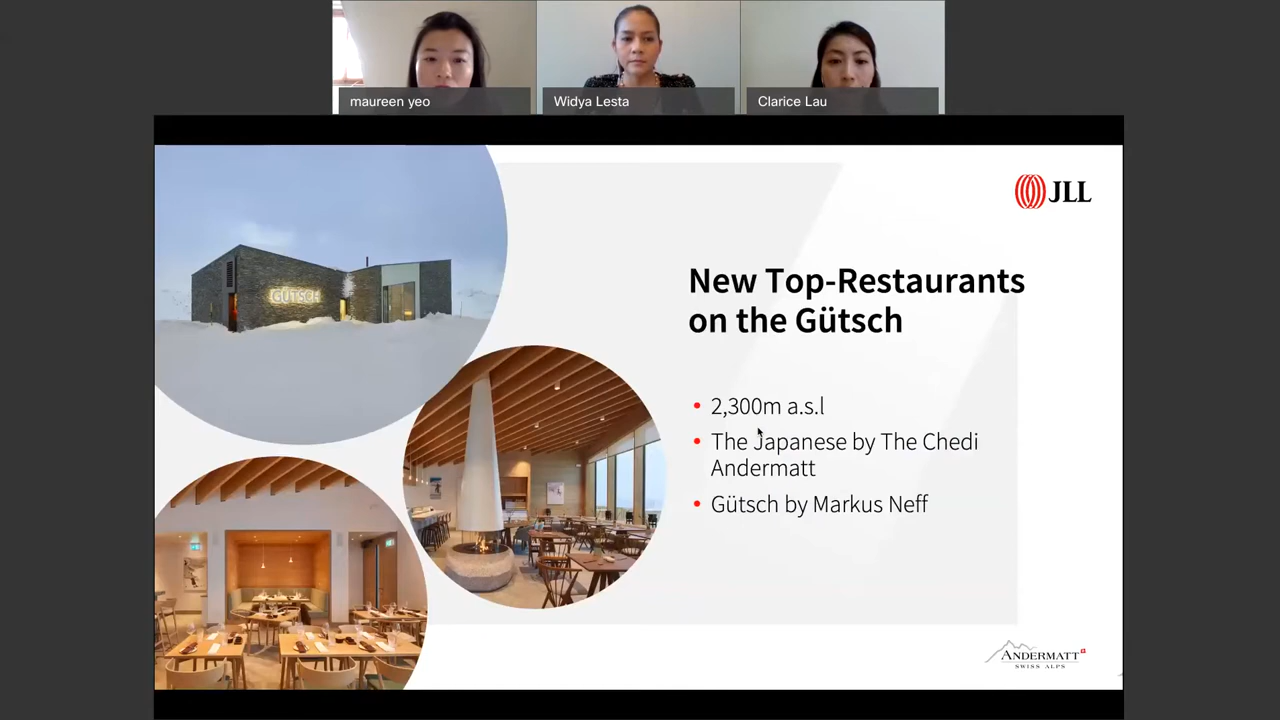 maureen yeo
Widya Lesta
Clarice Lau
JLL
GÜTSCH
New Top-Restaurants
on the Gütsch
• 2,300m a.s.l
• The Japanese by The Chedi
Andermatt
• Gütsch by Markus Neff
ANDERMATT
SWISS ALPS